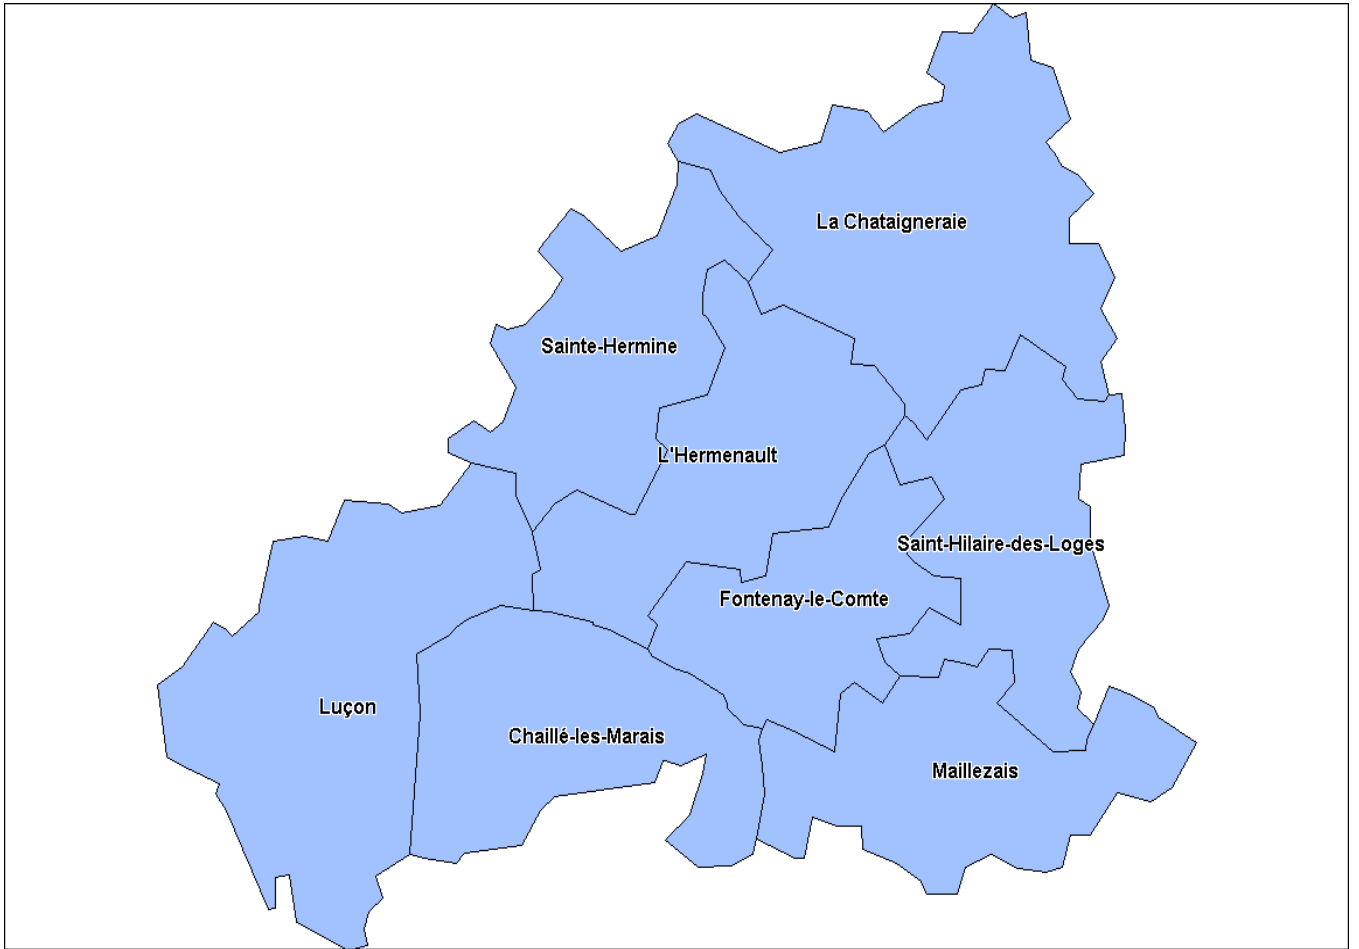 La Chataigneraie
Sainte-Hermine
L'Hermenault
Saint-Hilaire-des-Loges
Fontenay-le-Comte
Luçon
Chaillé-les-Marais
Maillezais